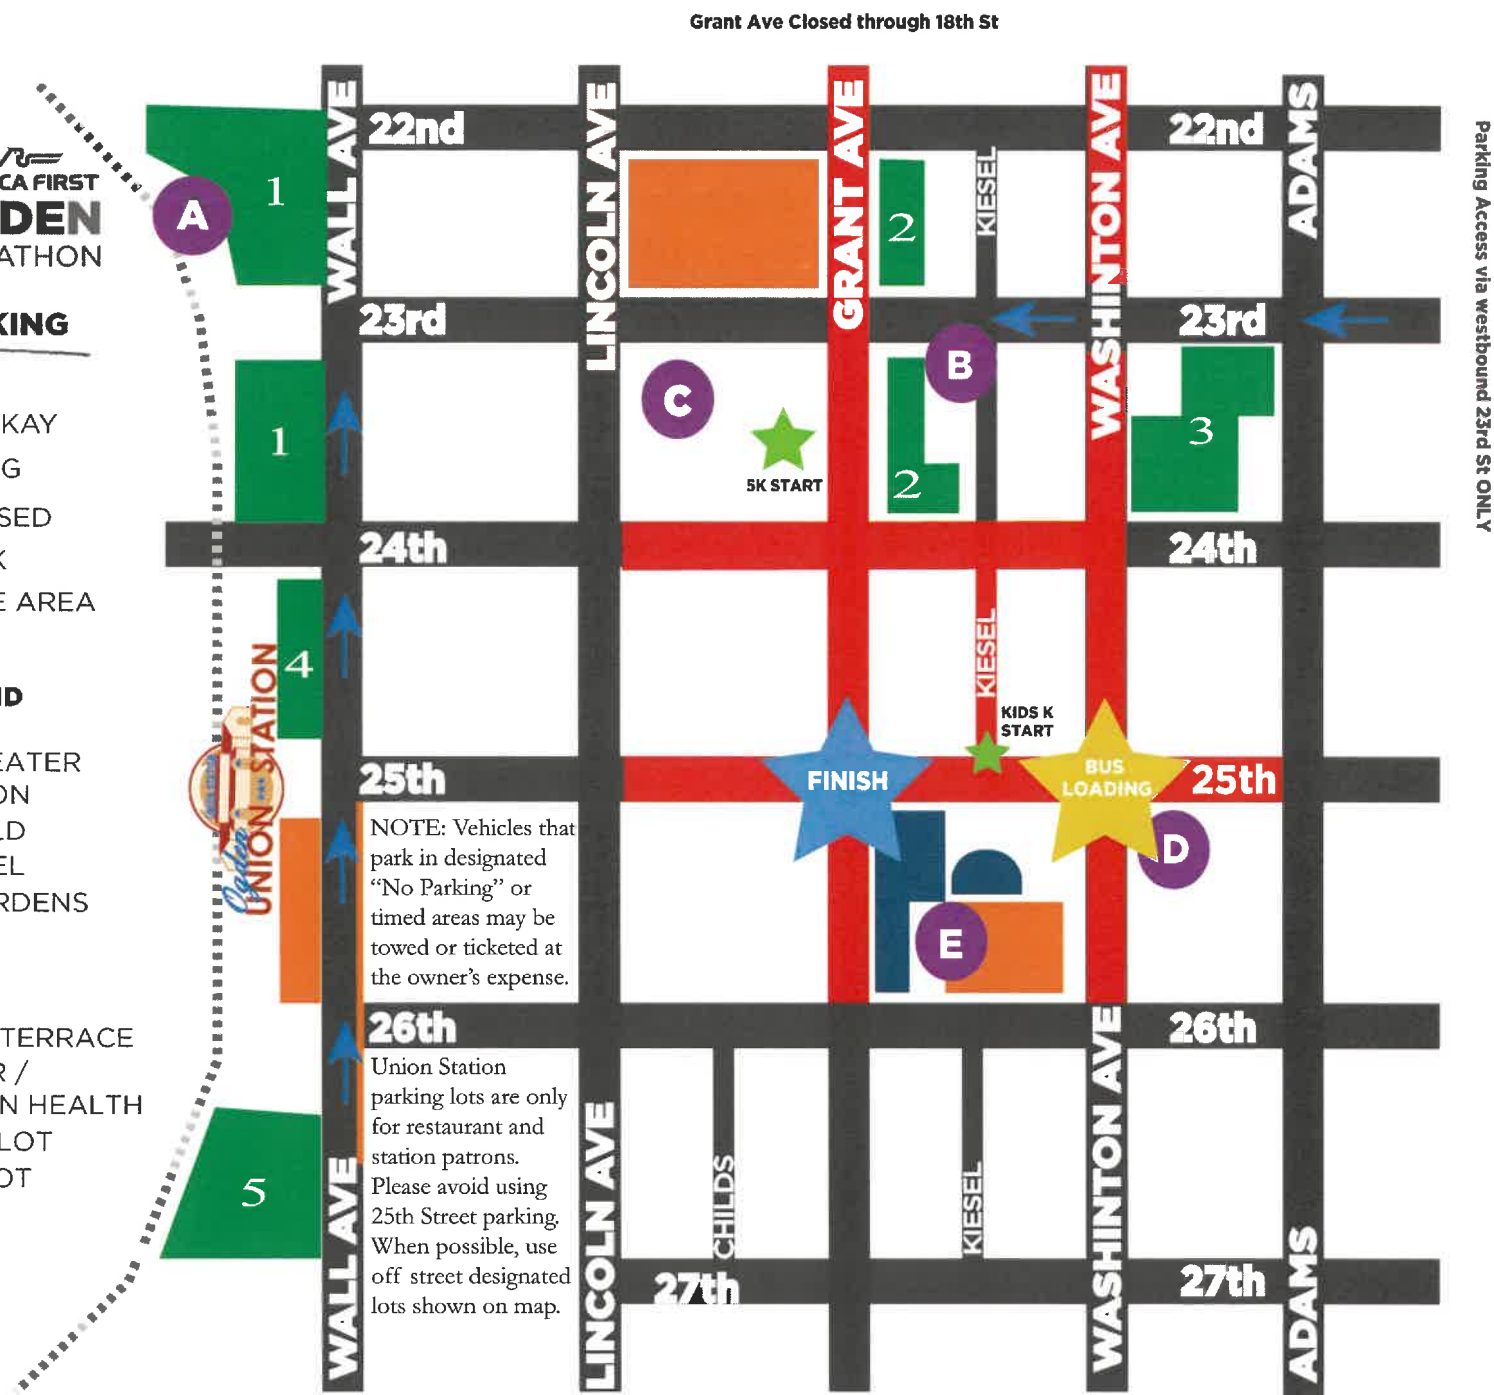 Grant Ave Closed through 18th St
CA FIRST
DEN
ATHON
KING
KAY
G
SED
K
E AREA
ID
EATER
ON
LD
EL
RDENS
TERRACE
R /
N HEALTH
LOT
OT
WALL AVE
LINCOLN AVE
GRANT AVE
WASHINTON AVE
ADAMS
22nd
22nd
KIESEL
1
A
2
23rd
23rd
B
C
5K START
1
2
3
24th
24th
4
KIESEL
KIDS K
START
Ogden
UNION STATION
25th
FINISH
BUS
LOADING
25th
D
E
NOTE: Vehicles that
park in designated
“No Parking” or
timed areas may be
towed or ticketed at
the owner’s expense.
26th
26th
Union Station
parking lots are only
for restaurant and
station patrons.
Please avoid using
25th Street parking.
When possible, use
off street designated
lots shown on map.
5
WALL AVE
LINCOLN AVE
CHILDS
KIESEL
WASHINTON AVE
ADAMS
27th
27th
Parking Access via westbound 23rd St ONLY